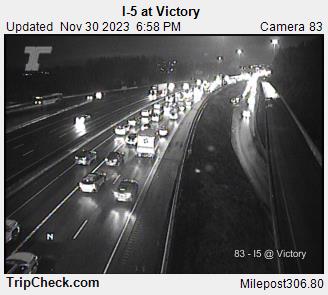 I-5 at Victory
Updated Nov 30 2023 6:58 PM Camera 83
T
N
83 - I5 @ Victory
TripCheck.com Milepost306.80